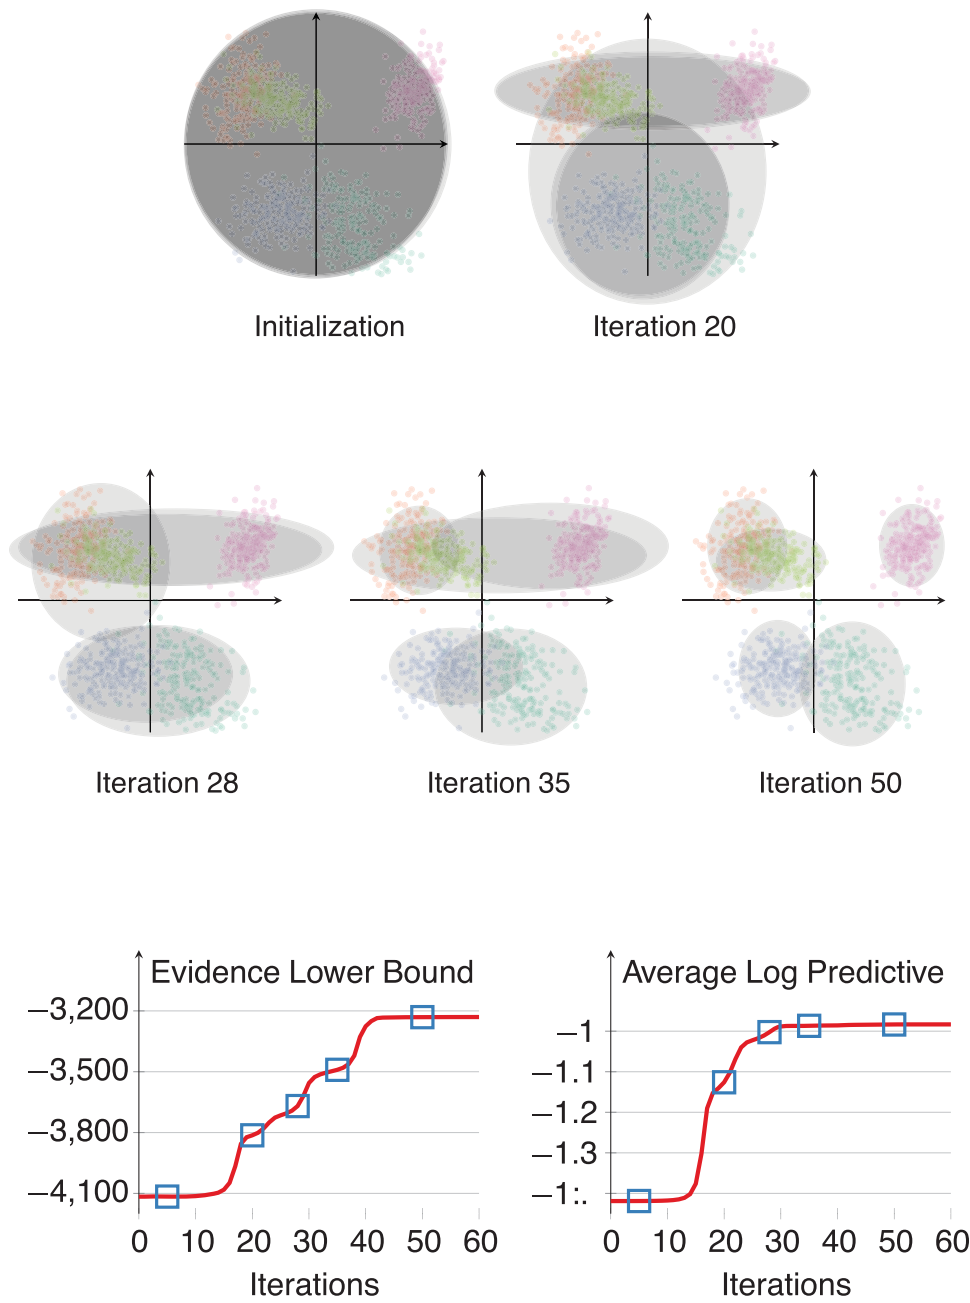 Initialization
Iteration 20
Iteration 28
Iteration 35
Iteration 50
Evidence Lower Bound
−3,200
−3,500
−3,800
−4,100
0 10 20 30 40 50 60
Iterations
Average Log Predictive
−1
−1.1
−1.2
−1.3
−1:.
0 10 20 30 40 50 60
Iterations